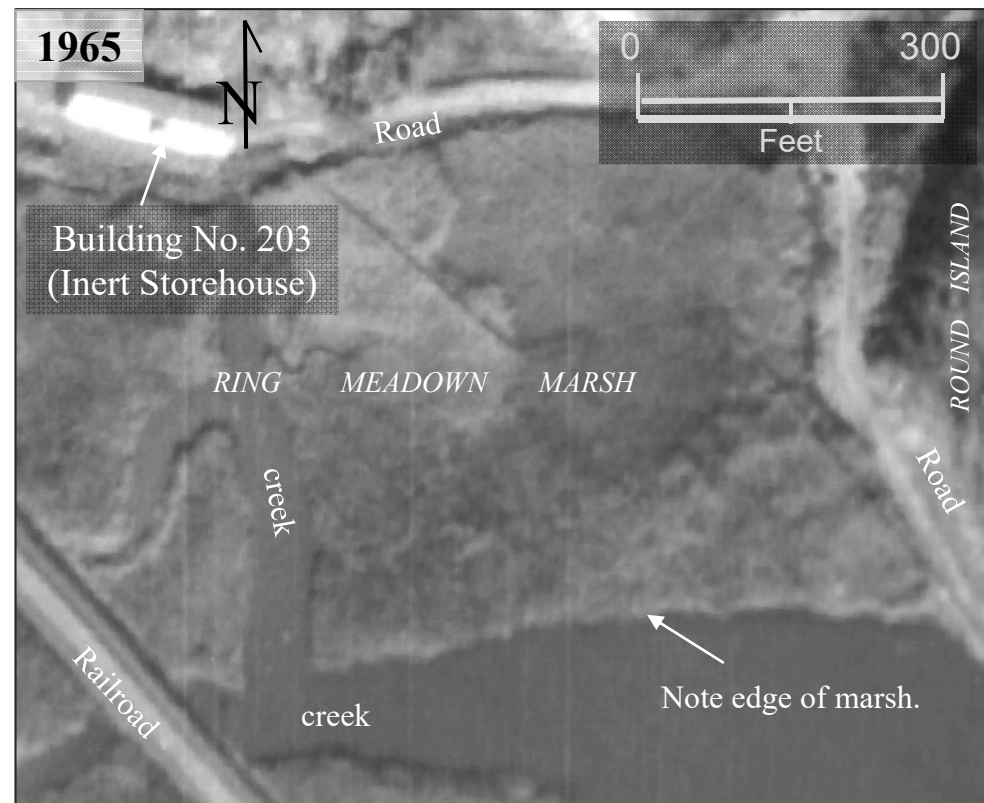 1965
N
0 300
Feet
Road
Building No. 203
(Inert Storehouse)
ROUND ISLAND
RING MEADOWN MARSH
creek
Road
Note edge of marsh.
creek
Railroad